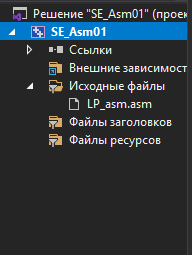 Решение "SE_Asm01" (проек
SE_Asm01
Ссылки
Внешние зависимост
Исходные файлы
LP_asm.asm
Файлы заголовков
Файлы ресурсов